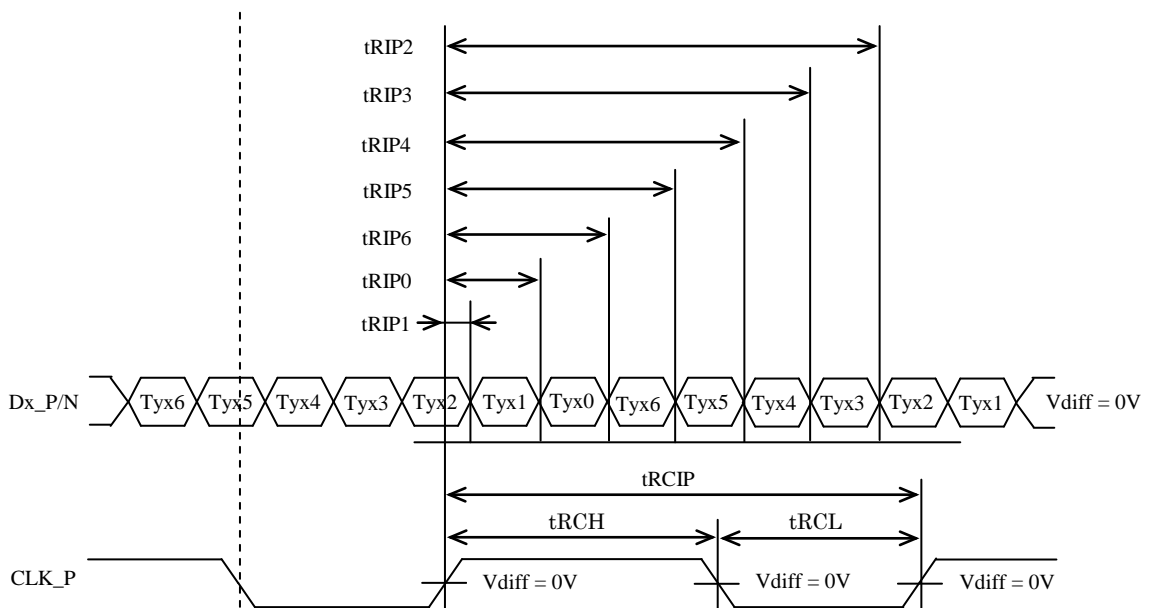 tRIP2
tRIP3
tRIP4
tRIP5
tRIP6
tRIP0
tRIP1
Dx_P/N Tyx6 Tyx5 Tyx4 Tyx3 Tyx2 Tyx1 Tyx0 Tyx6 Tyx5 Tyx4 Tyx3 Tyx2 Tyx1 Vdiff = 0V
tRCIP
tRCH tRCL
CLK_P Vdiff = 0V Vdiff = 0V Vdiff = 0V